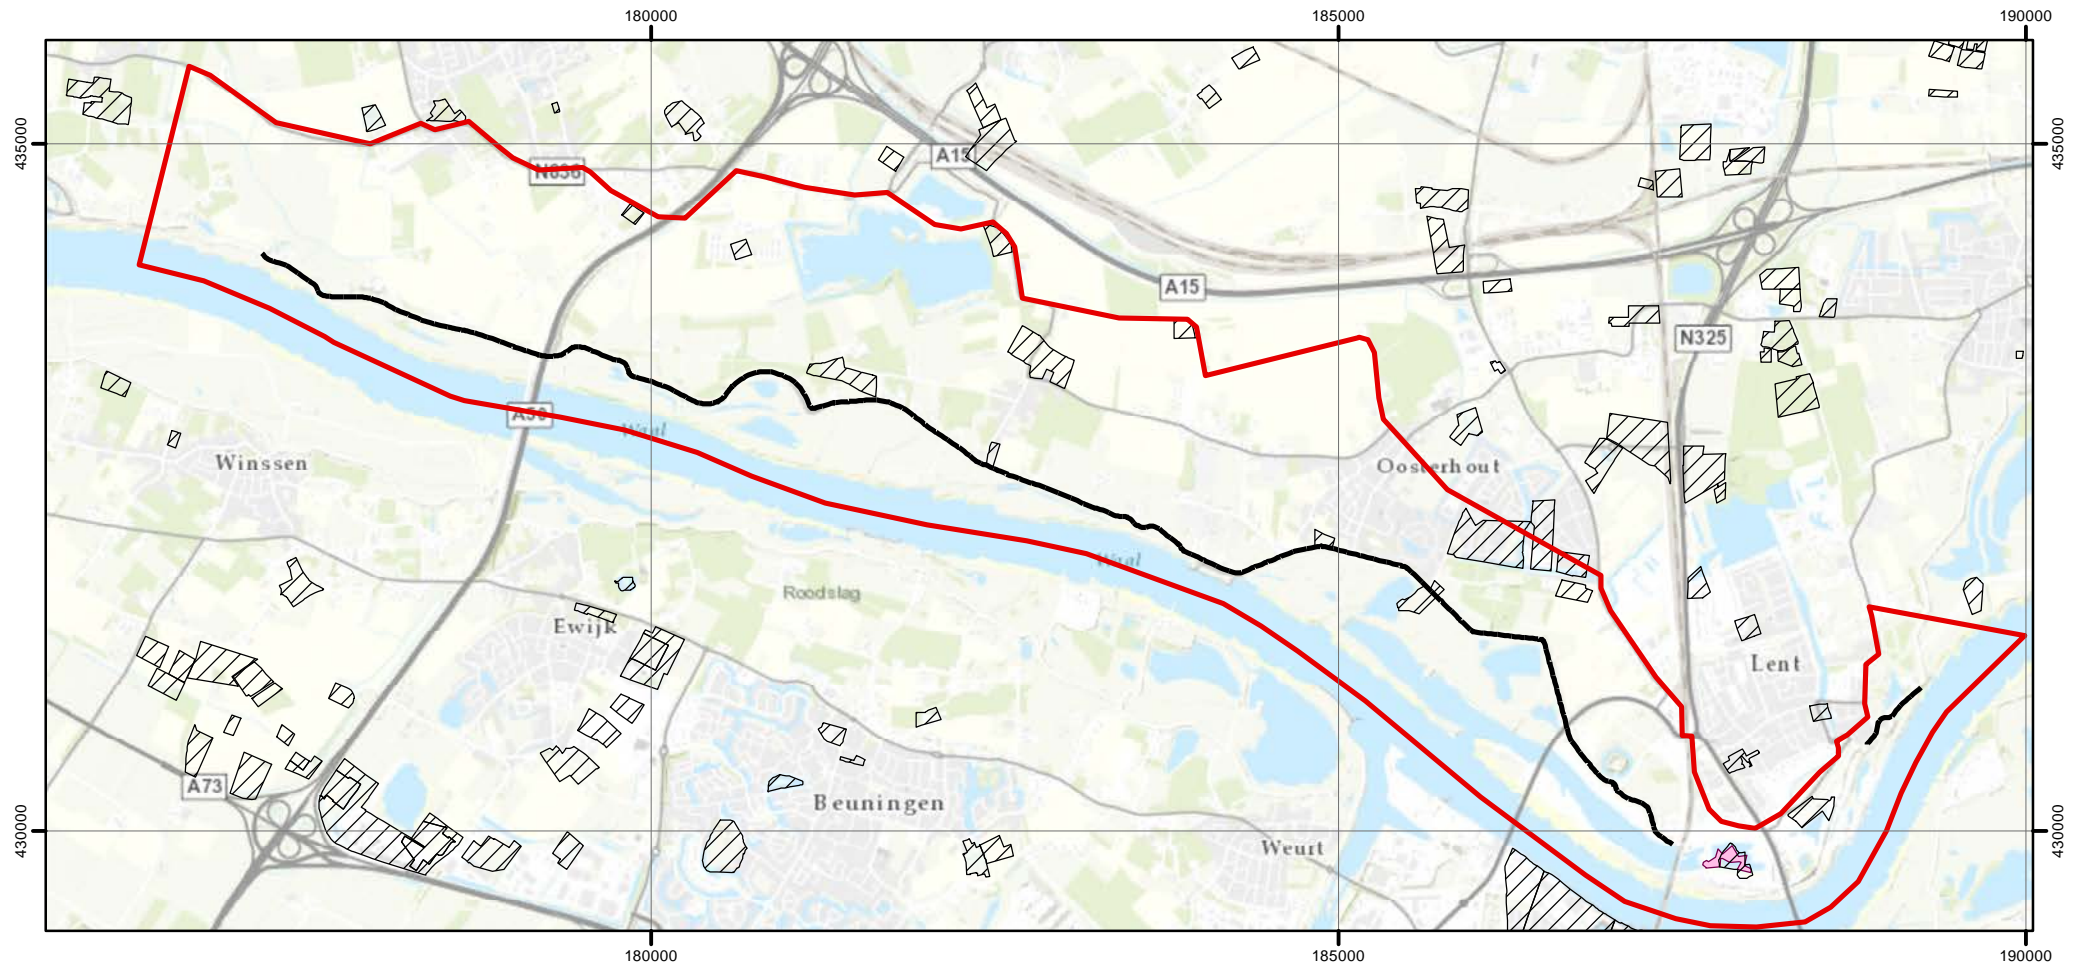 180000
185000
190000
435000
435000
A15
N836
A15
N325
A50
Waal
Winssen
Oosterhout
Waal
Roodslag
Ewijk
Lent
A73
Beuningen
430000
430000
Weurt
180000
185000
190000